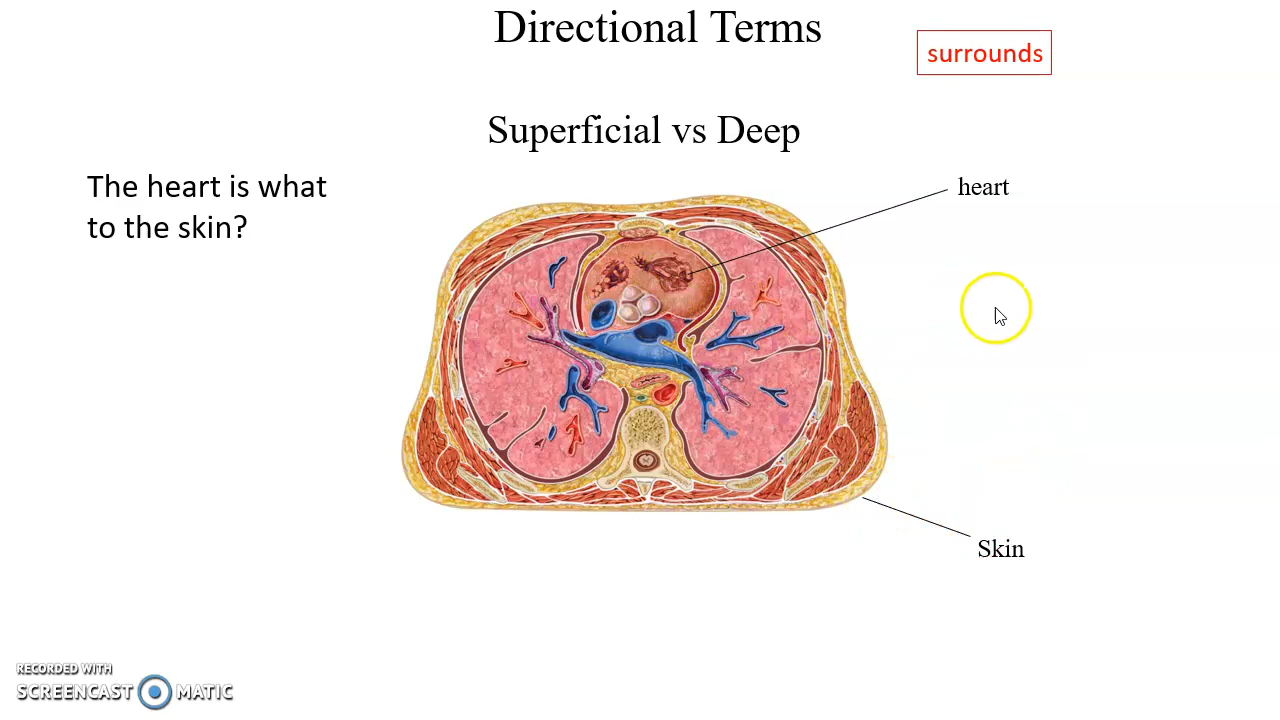 Directional Terms
surrounds
Superficial vs Deep
The heart is what
to the skin?
heart
Skin
RECORDED WITH
SCREENCAST MATIC